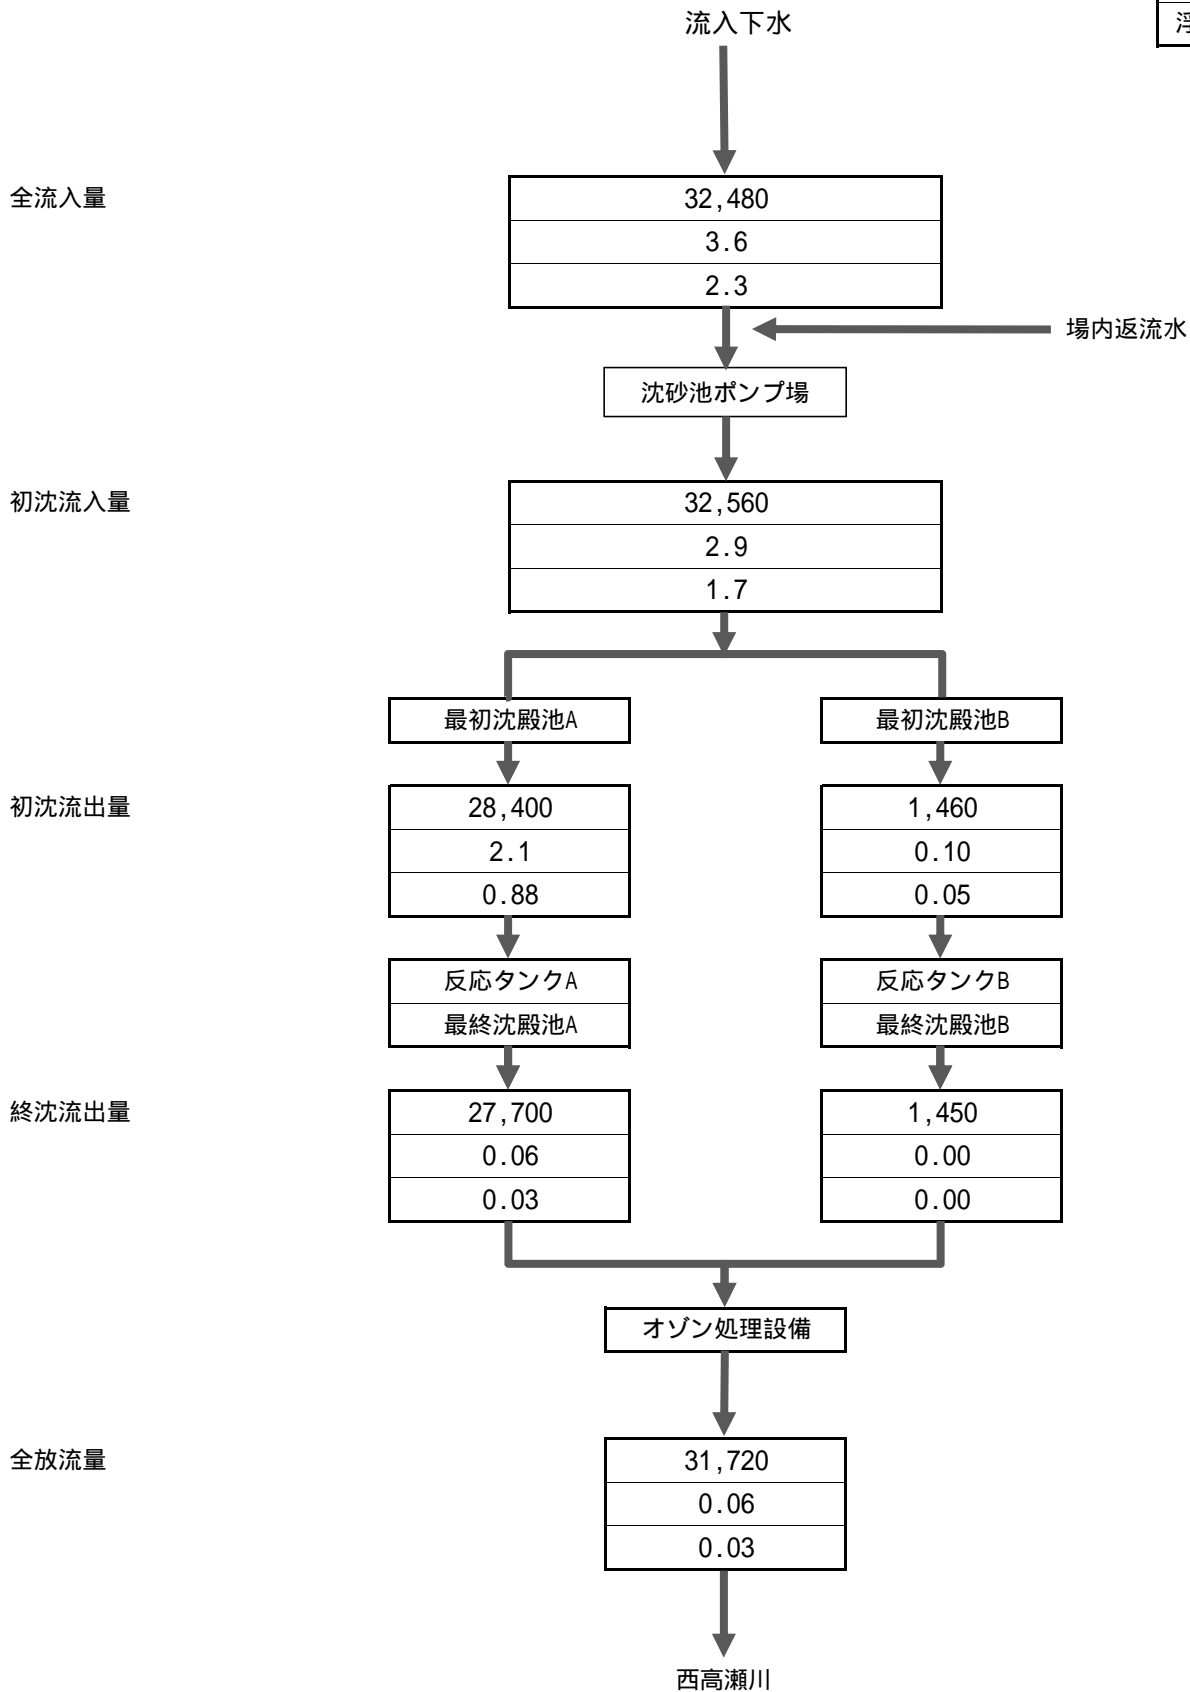 流入下水
浮
全流入量
32,480
3.6
2.3
場内返流水
沈砂池ポンプ場
初沈流入量
32,560
2.9
1.7
最初沈殿池A
最初沈殿池B
初沈流出量
28,400
1,460
2.1
0.10
0.88
0.05
反応タンクA
反応タンクB
最終沈殿池A
最終沈殿池B
終沈流出量
27,700
1,450
0.06
0.00
0.03
0.00
オゾン処理設備
全放流量
31,720
0.06
0.03
西高瀬川